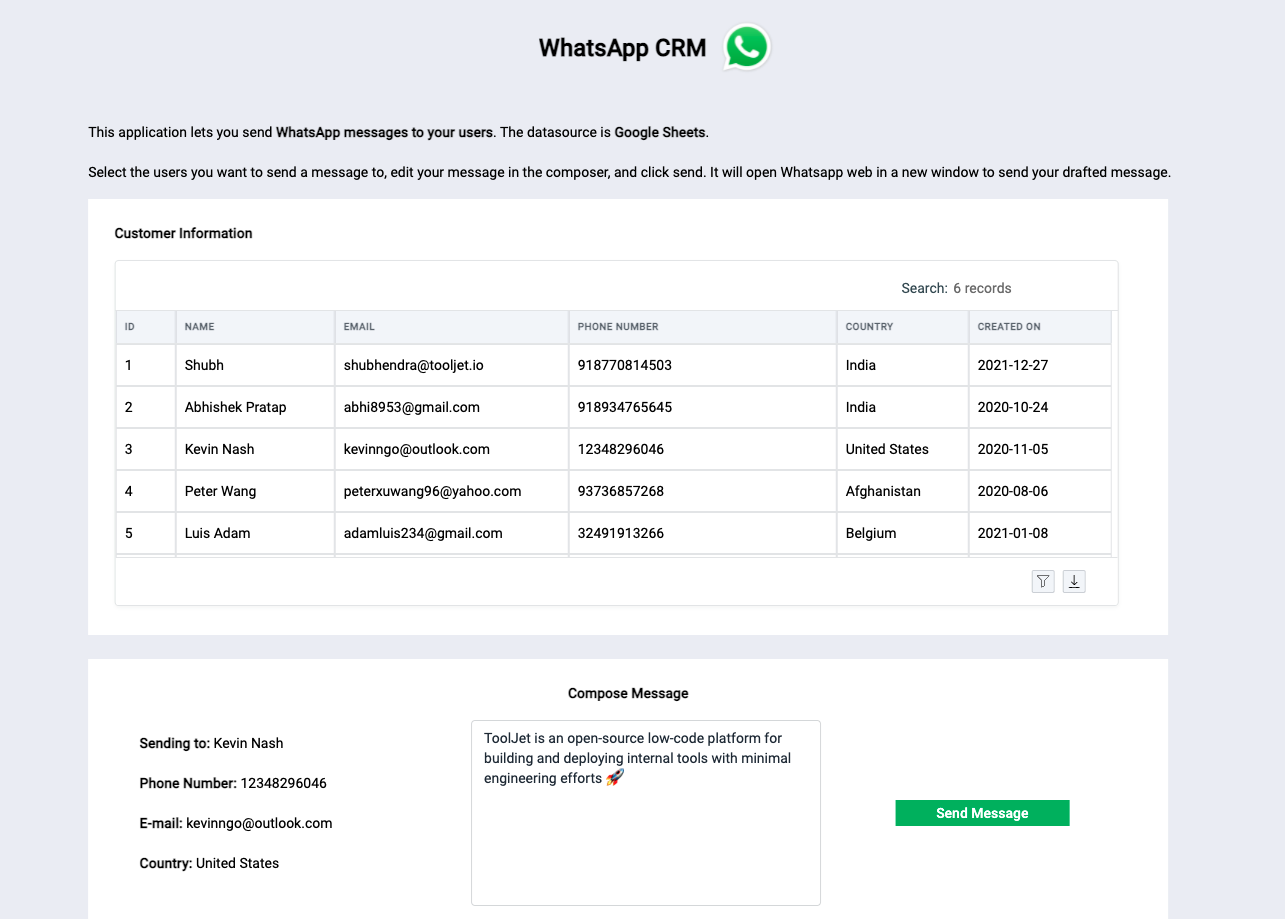 WhatsApp CRM
This application lets you send WhatsApp messages to your users. The datasource is Google Sheets.
Select the users you want to send a message to, edit your message in the composer, and click send. It will open Whatsapp web in a new window to send your drafted message.
Customer Information
Search: 6 records
ID NAME EMAIL PHONE NUMBER COUNTRY CREATED ON
1 Shubh shubhendra@tooljet.io 918770814503 India 2021-12-27
2 Abhishek Pratap abhi8953@gmail.com 918934765645 India 2020-10-24
3 Kevin Nash kevinngo@outlook.com 12348296046 United States 2020-11-05
4 Peter Wang peterxuwang96@yahoo.com 93736857268 Afghanistan 2020-08-06
5 Luis Adam adamluis234@gmail.com 32491913266 Belgium 2021-01-08
Compose Message
Sending to: Kevin Nash
Phone Number: 12348296046
E-mail: kevinngo@outlook.com
Country: United States
ToolJet is an open-source low-code platform for
building and deploying internal tools with minimal
engineering efforts 🚀
Send Message